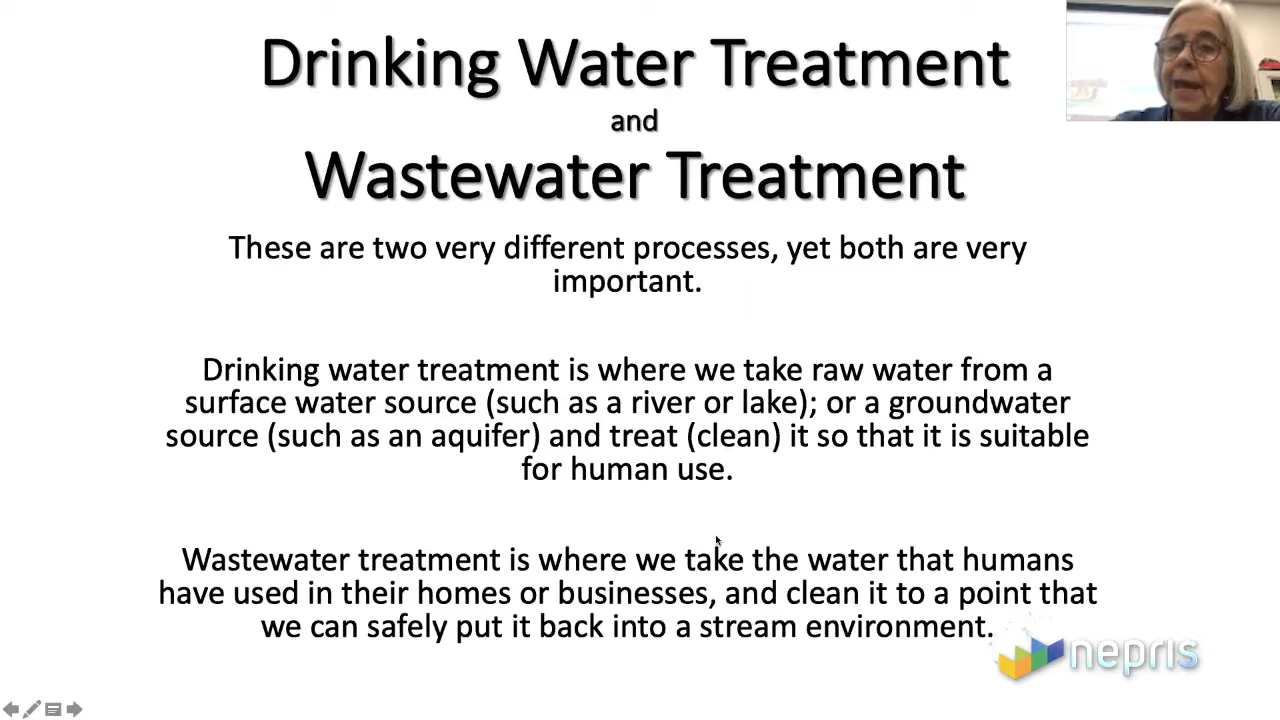 Drinking Water Treatment
and
Wastewater Treatment
These are two very different processes, yet both are very
important.
Drinking water treatment is where we take raw water from a
surface water source (such as a river or lake); or a groundwater
source (such as an aquifer) and treat (clean) it so that it is suitable
for human use.
Wastewater treatment is where we take the water that humans
have used in their homes or businesses, and clean it to a point that
we can safely put it back into a stream environment.
nepris